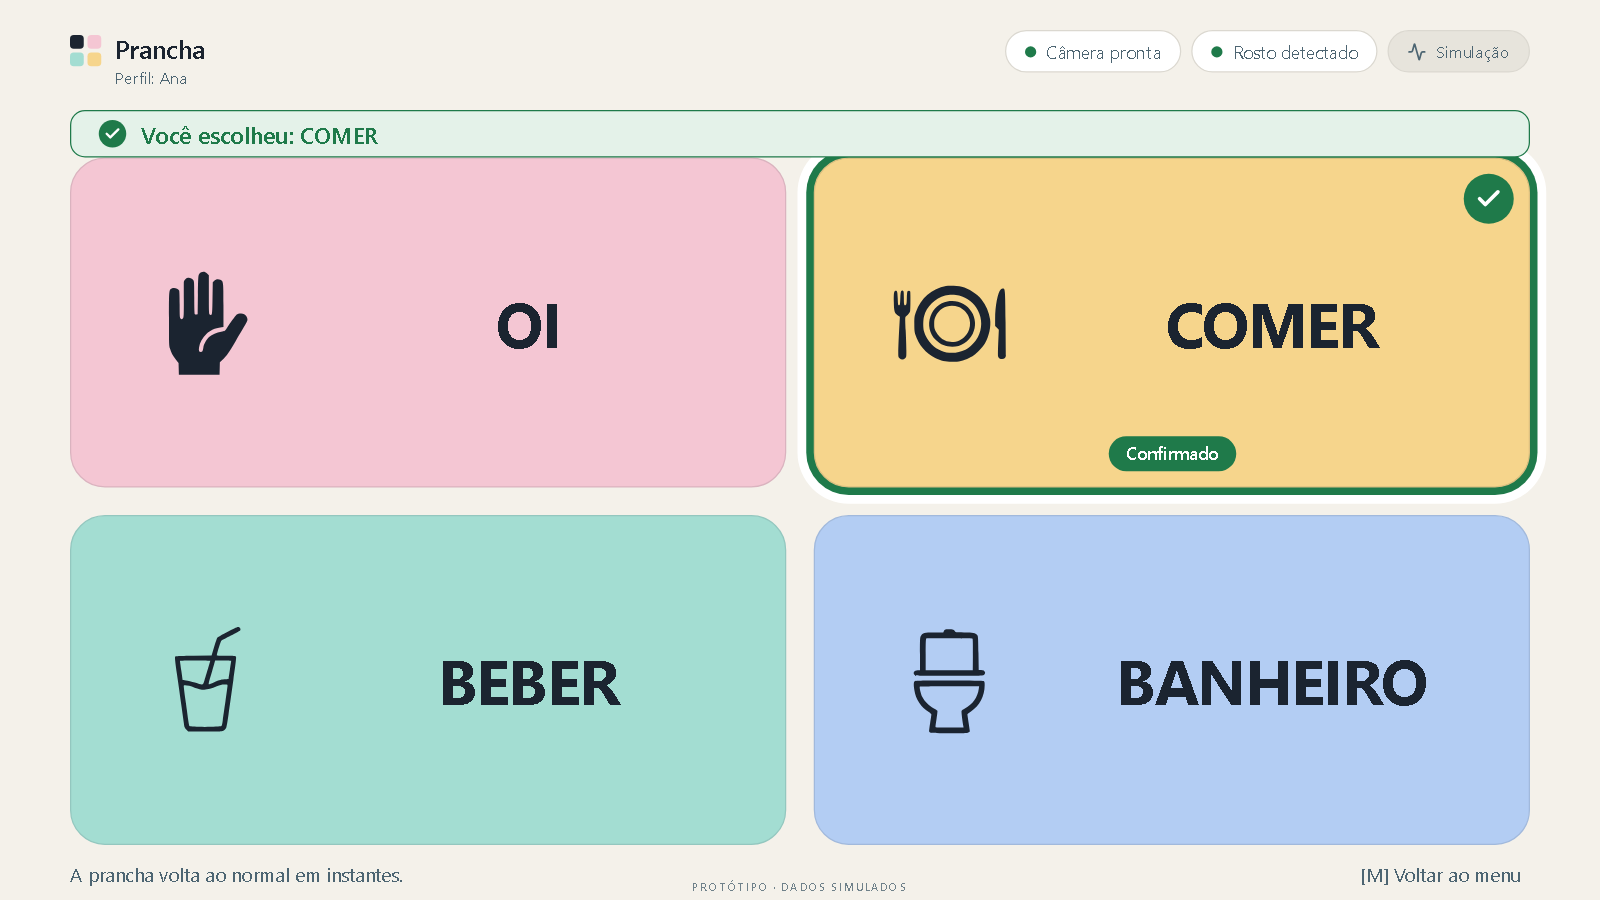 Prancha
Perfil: Ana
Câmera pronta
Rosto detectado
Simulação
Você escolheu: COMER
OI
COMER
Confirmado
BEBER
BANHEIRO
A prancha volta ao normal em instantes.
PROTÓTIPO · DADOS SIMULADOS
[M] Voltar ao menu